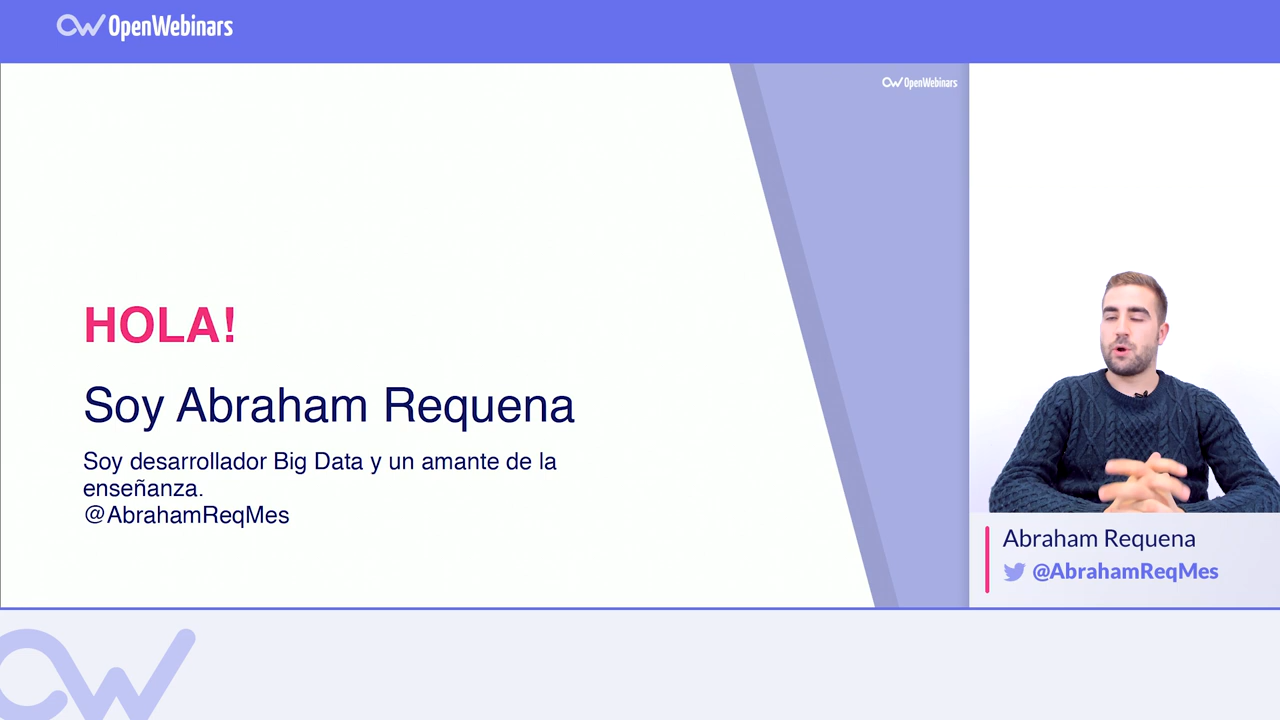 OpenWebinars
OpenWebinars
HOLA!
Soy Abraham Requena
Soy desarrollador Big Data y un amante de la
enseñanza.
@AbrahamReqMes
Abraham Requena
@AbrahamReqMes